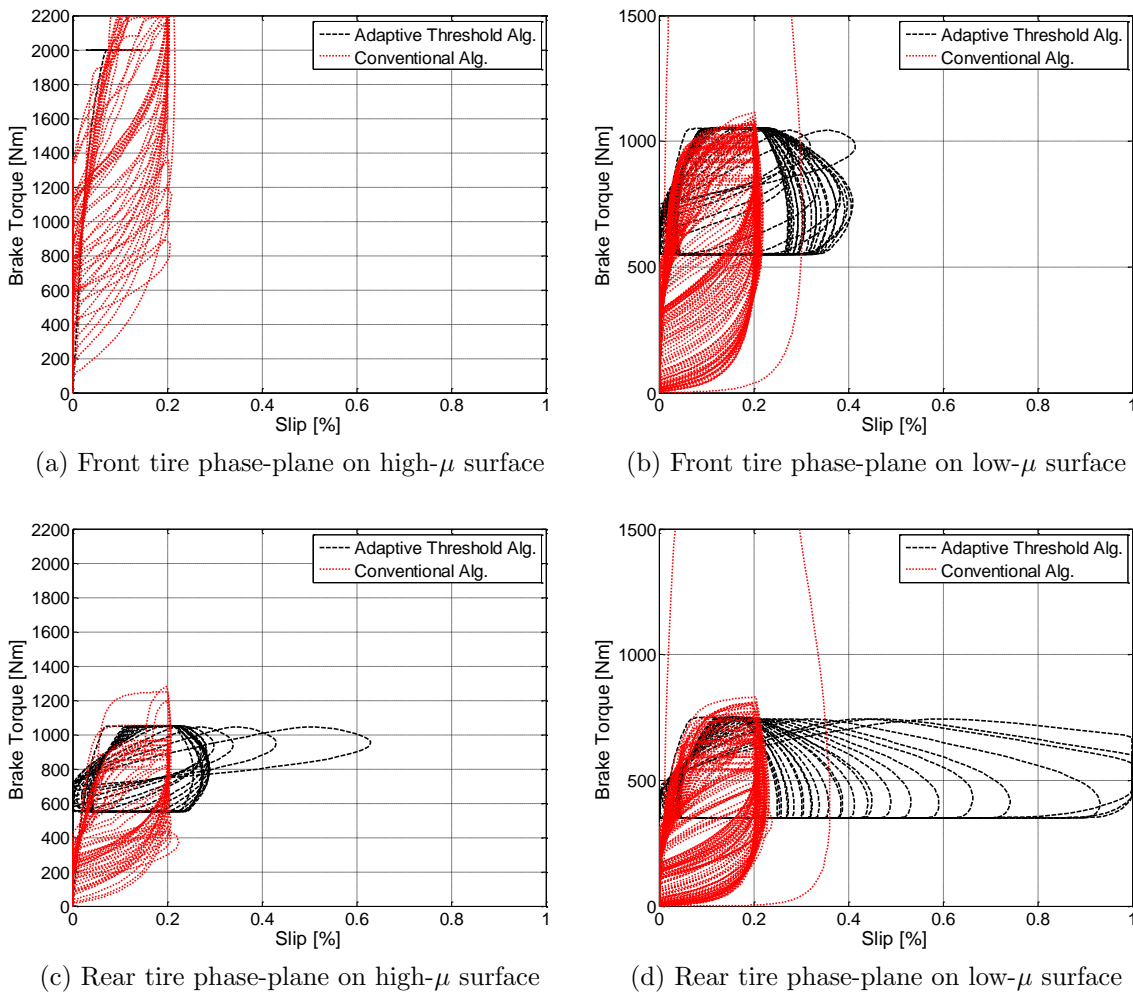 2200
2000
1800
1600
1400
1200
1000
800
600
400
200
0
0
0.2
0.4
0.6
0.8
1
Brake Torque [Nm]
Slip [%]
Adaptive Threshold Alg.
Conventional Alg.
(a) Front tire phase-plane on high-μ surface
1500
1000
500
0
0
0.2
0.4
0.6
0.8
1
Brake Torque [Nm]
Slip [%]
Adaptive Threshold Alg.
Conventional Alg.
(b) Front tire phase-plane on low-μ surface
2200
2000
1800
1600
1400
1200
1000
800
600
400
200
0
0
0.2
0.4
0.6
0.8
1
Brake Torque [Nm]
Slip [%]
Adaptive Threshold Alg.
Conventional Alg.
(c) Rear tire phase-plane on high-μ surface
1500
1000
500
0
0
0.2
0.4
0.6
0.8
1
Brake Torque [Nm]
Slip [%]
Adaptive Threshold Alg.
Conventional Alg.
(d) Rear tire phase-plane on low-μ surface